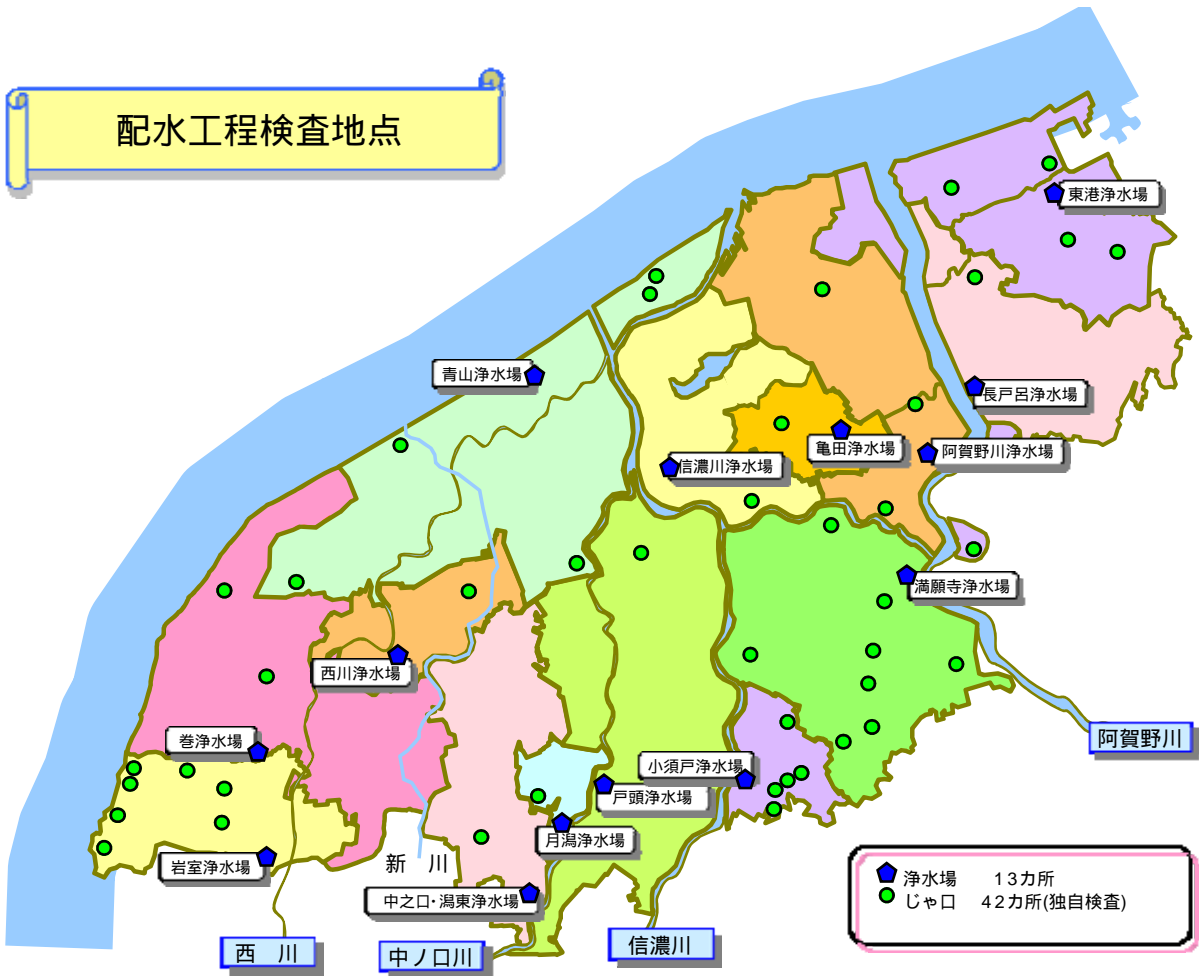 配水工程検査地点
東港浄水場
青山浄水場
長戸呂浄水場
亀田浄水場
阿賀野川浄水場
信濃川浄水場
満願寺浄水場
西川浄水場
阿賀野川
巻浄水場
小須戸浄水場
戸頭浄水場
月潟浄水場
岩室浄水場
新川
中之口・潟東浄水場
浄水場 13カ所
じゃ口 42カ所(独自検査)
西川
中ノ口川
信濃川